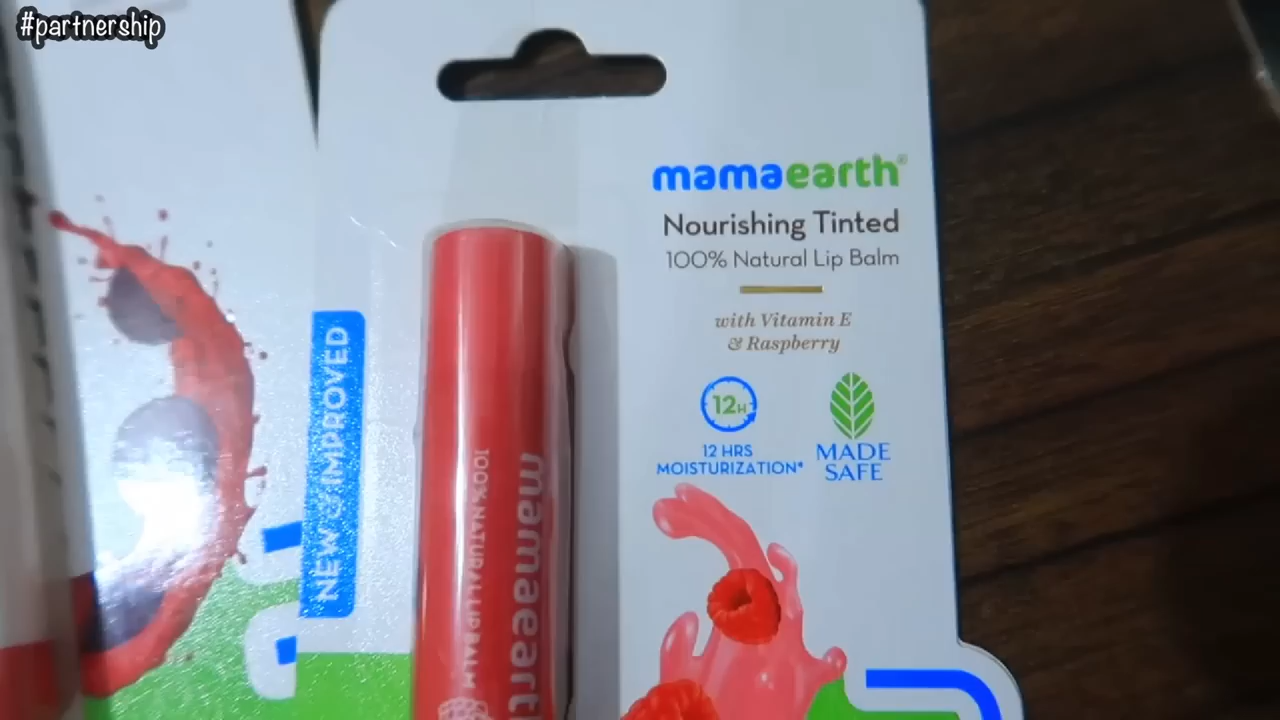 #partnership
mamaearth®
Nourishing Tinted
100% Natural Lip Balm
with Vitamin E
& Raspberry
12H
12 HRS
MOISTURIZATION*
MADE
SAFE
NEW & IMPROVED
mamaearth
100% NATURAL LIP BALM